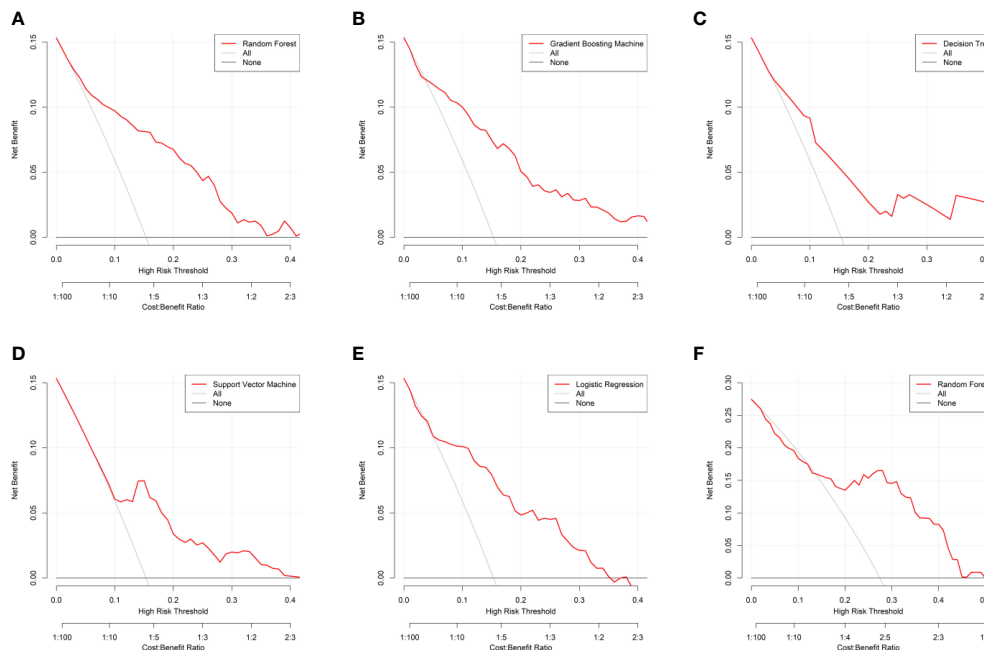 A
Random Forest
All
None
0.15
0.10
0.05
0.00
Net Benefit
0.0 0.1 0.2 0.3 0.4
High Risk Threshold
1:100 1:10 1:5 1:3 1:2 2:3
Cost:Benefit Ratio
B
Gradient Boosting Machine
All
None
0.15
0.10
0.05
0.00
Net Benefit
0.0 0.1 0.2 0.3 0.4
High Risk Threshold
1:100 1:10 1:5 1:3 1:2 2:3
Cost:Benefit Ratio
C
Decision Tre
All
None
0.15
0.10
0.05
0.00
Net Benefit
0.0 0.1 0.2 0.3 0.
High Risk Threshold
1:100 1:10 1:5 1:3 1:2 2:
Cost:Benefit Ratio
D
Support Vector Machine
All
None
0.15
0.10
0.05
0.00
Net Benefit
0.0 0.1 0.2 0.3 0.4
High Risk Threshold
1:100 1:10 1:5 1:3 1:2 2:3
Cost:Benefit Ratio
E
Logistic Regression
All
None
0.15
0.10
0.05
0.00
Net Benefit
0.0 0.1 0.2 0.3 0.4
High Risk Threshold
1:100 1:10 1:5 1:3 1:2 2:3
Cost:Benefit Ratio
F
Random Fore
All
None
0.30
0.25
0.20
0.15
0.10
0.05
0.00
Net Benefit
0.0 0.1 0.2 0.3 0.4 0.
High Risk Threshold
1:100 1:10 1:4 2:5 2:3 1:
Cost:Benefit Ratio